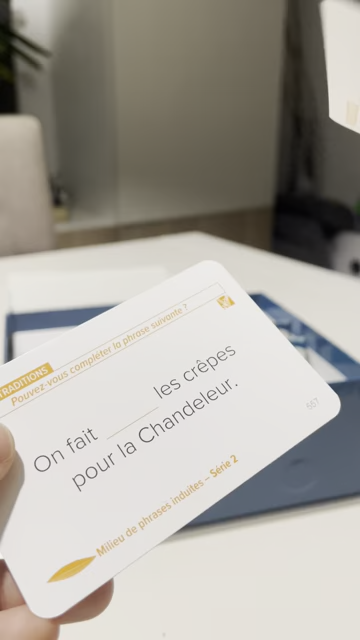 TRADITIONS
Pouvez-vous compléter la phrase suivante ?
On fait ______ les crêpes
pour la Chandeleur.
557
Milieu de phrases induites – Série 2